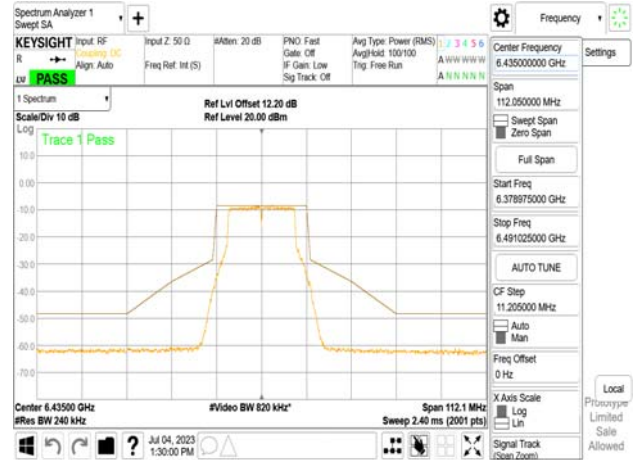 Spectrum Analyzer 1
Swept SA
+
Frequency
KEYSIGHT
R
LV PASS
Input: RF
Coupling: DC
Align: Auto
Input Z: 50 Ω
Freq Ref: Int (S)
#Atten: 20 dB
PNO: Fast
Gate: Off
IF Gain: Low
Sig Track: Off
Avg Type: Power (RMS)
Avg|Hold: 100/100
Trig: Free Run
1 2 3 4 5 6
A W W W W W
A N N N N N
1 Spectrum
Scale/Div 10 dB
Ref Lvl Offset 12.20 dB
Ref Level 20.00 dBm
Log
Trace 1 Pass
10.0
0.00
-10.0
-20.0
-30.0
-40.0
-50.0
-60.0
-70.0
Center 6.43500 GHz
#Res BW 240 kHz
#Video BW 820 kHz*
Span 112.1 MHz
Sweep 2.40 ms (2001 pts)
Jul 04, 2023
1:30:00 PM
Center Frequency
6.435000000 GHz
Settings
Span
112.050000 MHz
Swept Span
Zero Span
Full Span
Start Freq
6.378975000 GHz
Stop Freq
6.491025000 GHz
AUTO TUNE
CF Step
11.205000 MHz
Auto
Man
Freq Offset
0 Hz
X Axis Scale
Log
Lin
Signal Track
(Span Zoom)
Local
Prototype
Limited
Sale
Allowed